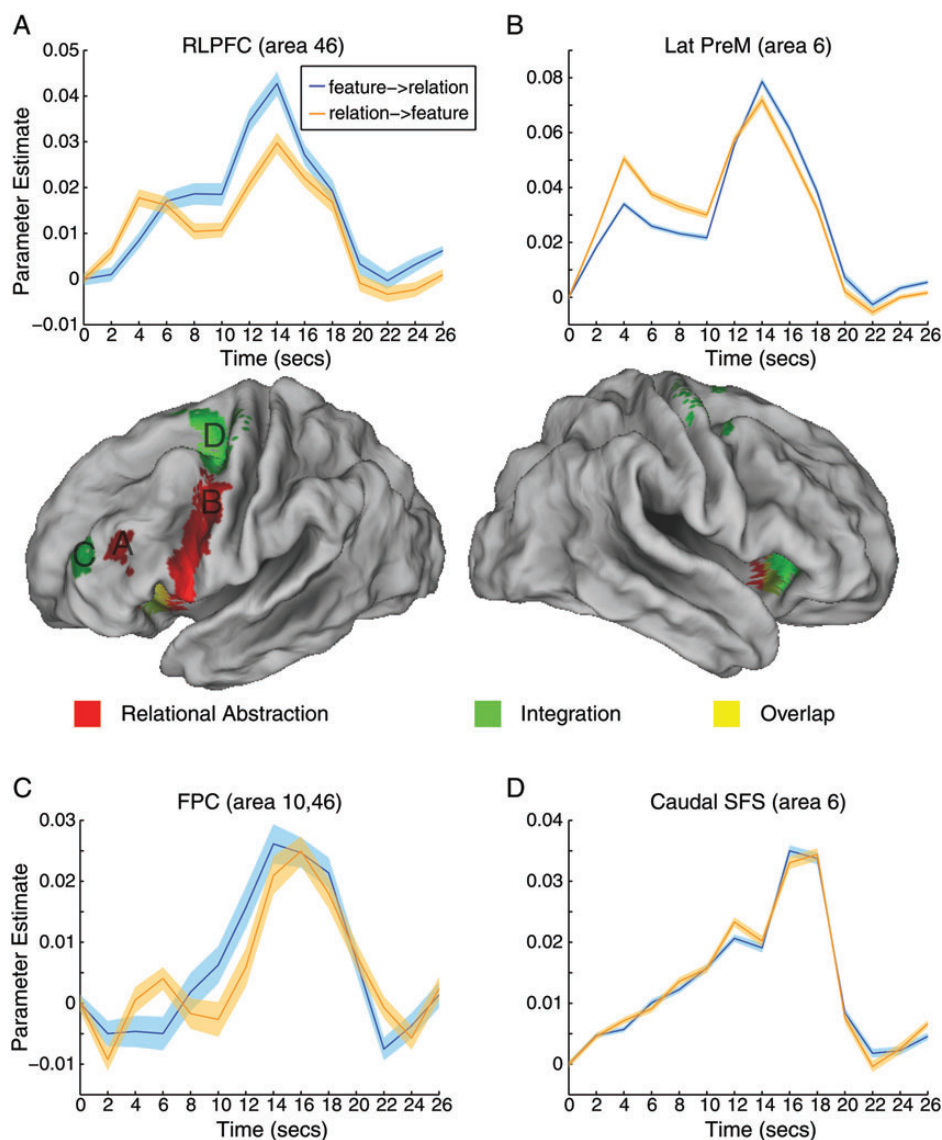 A
RLPFC (area 46)
0.05
0.04
0.03
0.02
0.01
0
−0.01
Parameter Estimate
feature−>relation
relation−>feature
0 2 4 6 8 10 12 14 16 18 20 22 24 26
Time (secs)
B
Lat PreM (area 6)
0.08
0.06
0.04
0.02
0
0 2 4 6 8 10 12 14 16 18 20 22 24 26
Time (secs)
D
B
A
C
Relational Abstraction
Integration
Overlap
C
FPC (area 10,46)
0.03
0.02
0.01
0
−0.01
Parameter Estimate
0 2 4 6 8 10 12 14 16 18 20 22 24 26
Time (secs)
D
Caudal SFS (area 6)
0.04
0.03
0.02
0.01
0
0 2 4 6 8 10 12 14 16 18 20 22 24 26
Time (secs)